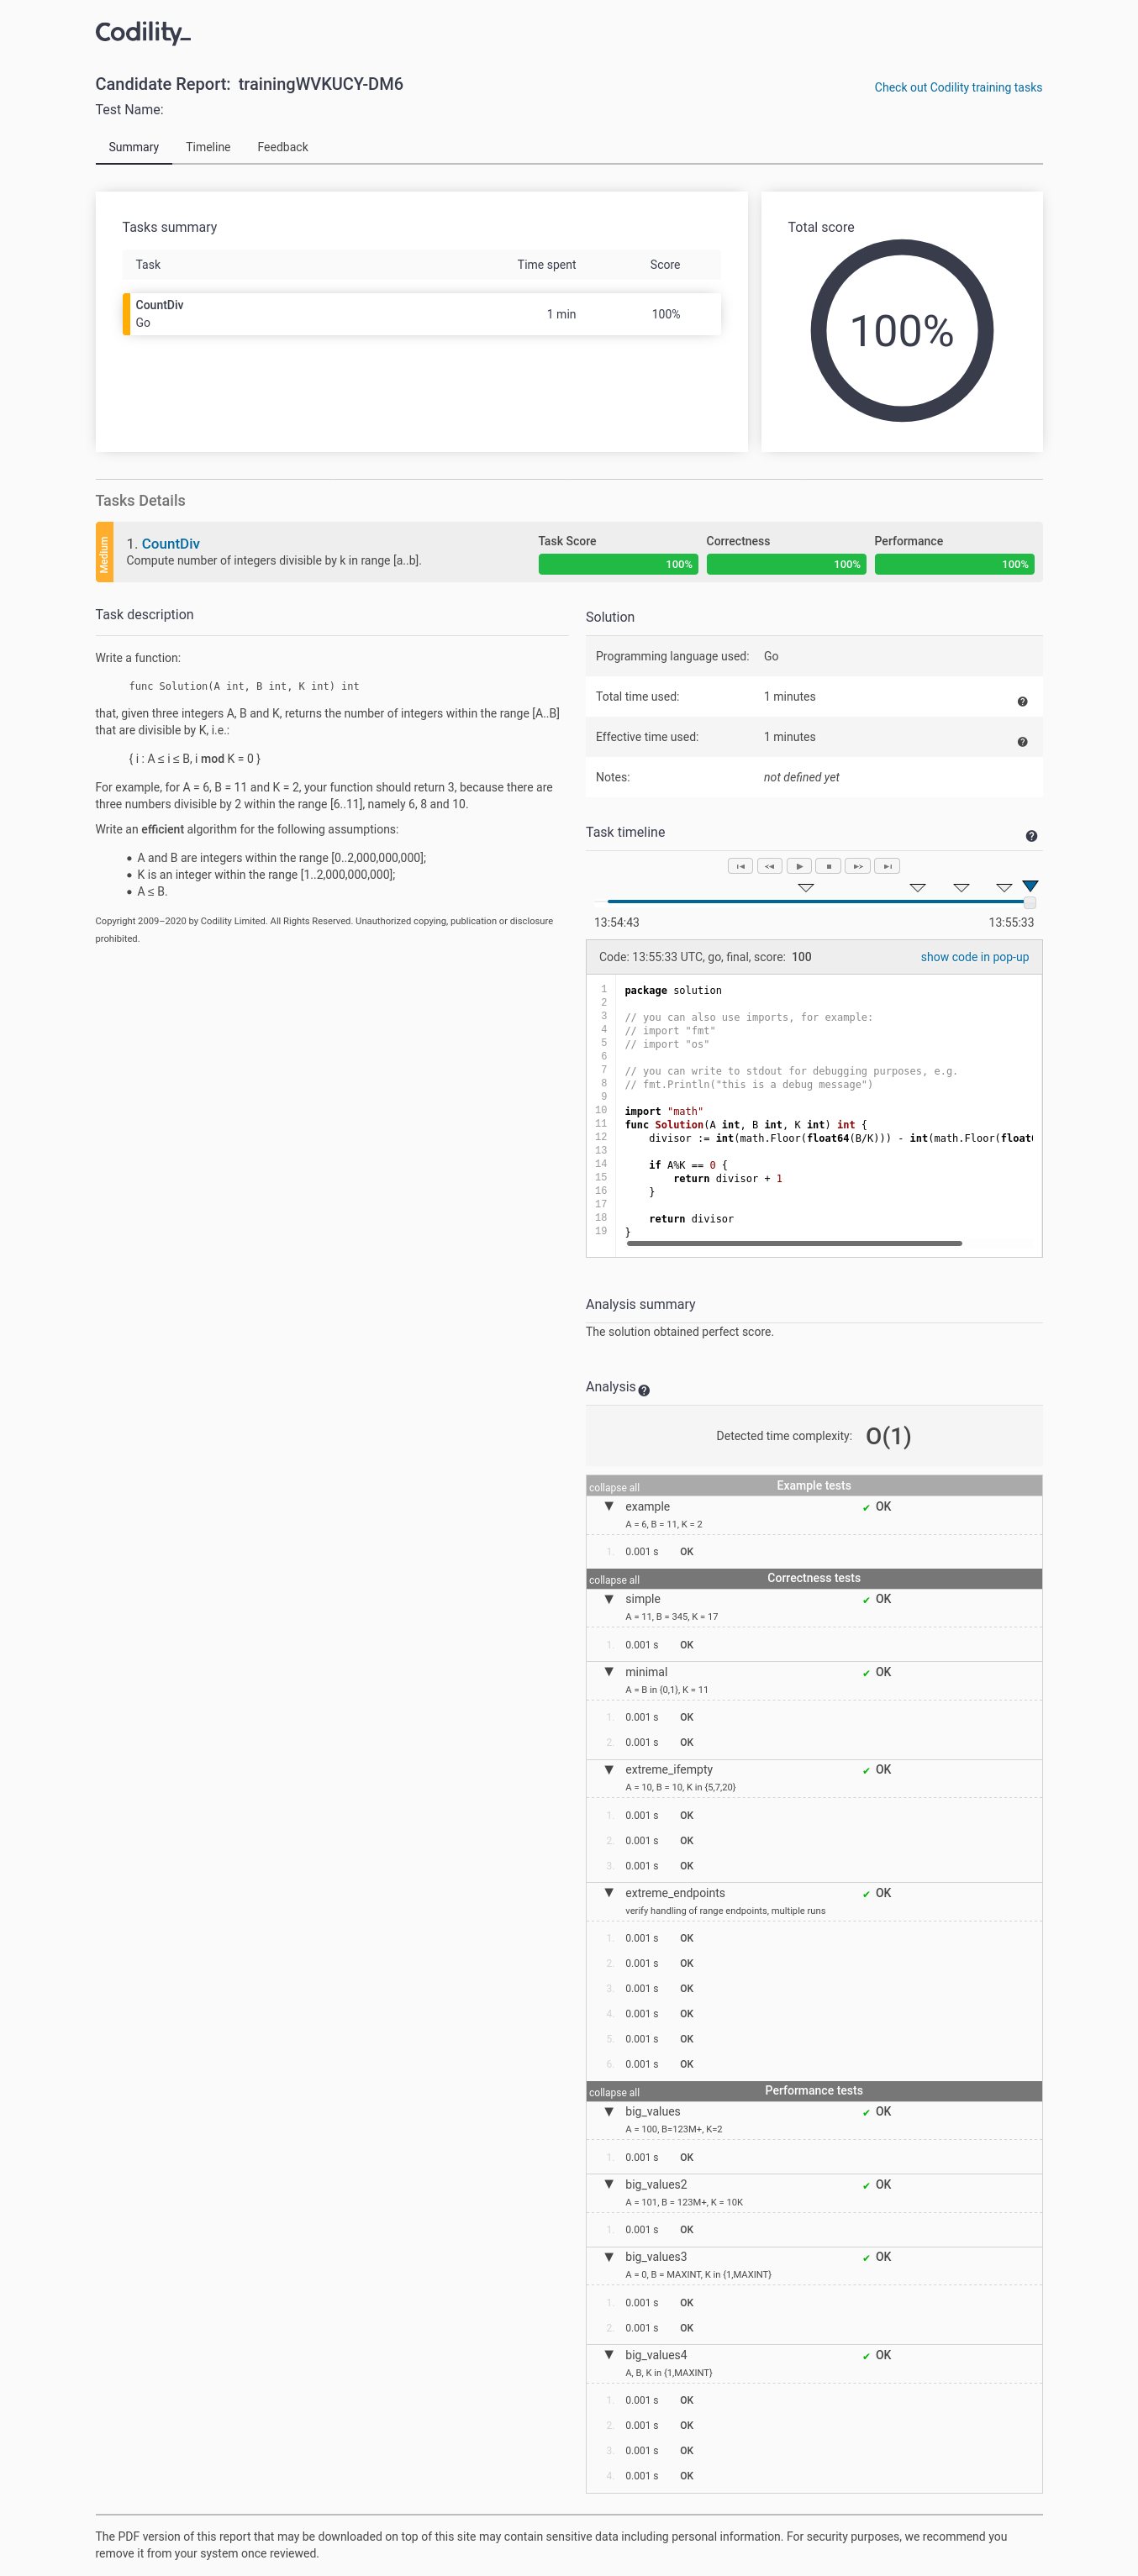 Codility_
Candidate Report: trainingWVKUCY-DM6
Check out Codility training tasks
Test Name:
Summary Timeline Feedback
Tasks summary
Task Time spent Score
CountDiv
Go
1 min 100%
Total score
100%
Tasks Details
Medium
1. CountDiv
Compute number of integers divisible by k in range [a..b].
Task Score Correctness Performance
100% 100% 100%
Task description
Write a function:
func Solution(A int, B int, K int) int
that, given three integers A, B and K, returns the number of integers within the range [A..B]
that are divisible by K, i.e.:
{ i : A ≤ i ≤ B, i mod K = 0 }
For example, for A = 6, B = 11 and K = 2, your function should return 3, because there are
three numbers divisible by 2 within the range [6..11], namely 6, 8 and 10.
Write an efficient algorithm for the following assumptions:
• A and B are integers within the range [0..2,000,000,000];
• K is an integer within the range [1..2,000,000,000];
• A ≤ B.
Copyright 2009–2020 by Codility Limited. All Rights Reserved. Unauthorized copying, publication or disclosure
prohibited.
Solution
Programming language used: Go
Total time used: 1 minutes
Effective time used: 1 minutes
Notes: not defined yet
Task timeline
13:54:43 13:55:33
Code: 13:55:33 UTC, go, final, score: 100
show code in pop-up
1 package solution
2
3 // you can also use imports, for example:
4 // import "fmt"
5 // import "os"
6
7 // you can write to stdout for debugging purposes, e.g.
8 // fmt.Println("this is a debug message")
9
10 import "math"
11 func Solution(A int, B int, K int) int {
12 divisor := int(math.Floor(float64(B/K))) - int(math.Floor(float
13
14 if A%K == 0 {
15 return divisor + 1
16 }
17
18 return divisor
19 }
Analysis summary
The solution obtained perfect score.
Analysis
Detected time complexity: O(1)
collapse all Example tests
▼ example ✔ OK
A = 6, B = 11, K = 2
1. 0.001 s OK
collapse all Correctness tests
▼ simple ✔ OK
A = 11, B = 345, K = 17
1. 0.001 s OK
▼ minimal ✔ OK
A = B in {0,1}, K = 11
1. 0.001 s OK
2. 0.001 s OK
▼ extreme_ifempty ✔ OK
A = 10, B = 10, K in {5,7,20}
1. 0.001 s OK
2. 0.001 s OK
3. 0.001 s OK
▼ extreme_endpoints ✔ OK
verify handling of range endpoints, multiple runs
1. 0.001 s OK
2. 0.001 s OK
3. 0.001 s OK
4. 0.001 s OK
5. 0.001 s OK
6. 0.001 s OK
collapse all Performance tests
▼ big_values ✔ OK
A = 100, B=123M+, K=2
1. 0.001 s OK
▼ big_values2 ✔ OK
A = 101, B = 123M+, K = 10K
1. 0.001 s OK
▼ big_values3 ✔ OK
A = 0, B = MAXINT, K in {1,MAXINT}
1. 0.001 s OK
2. 0.001 s OK
▼ big_values4 ✔ OK
A, B, K in {1,MAXINT}
1. 0.001 s OK
2. 0.001 s OK
3. 0.001 s OK
4. 0.001 s OK
The PDF version of this report that may be downloaded on top of this site may contain sensitive data including personal information. For security purposes, we recommend you
remove it from your system once reviewed.